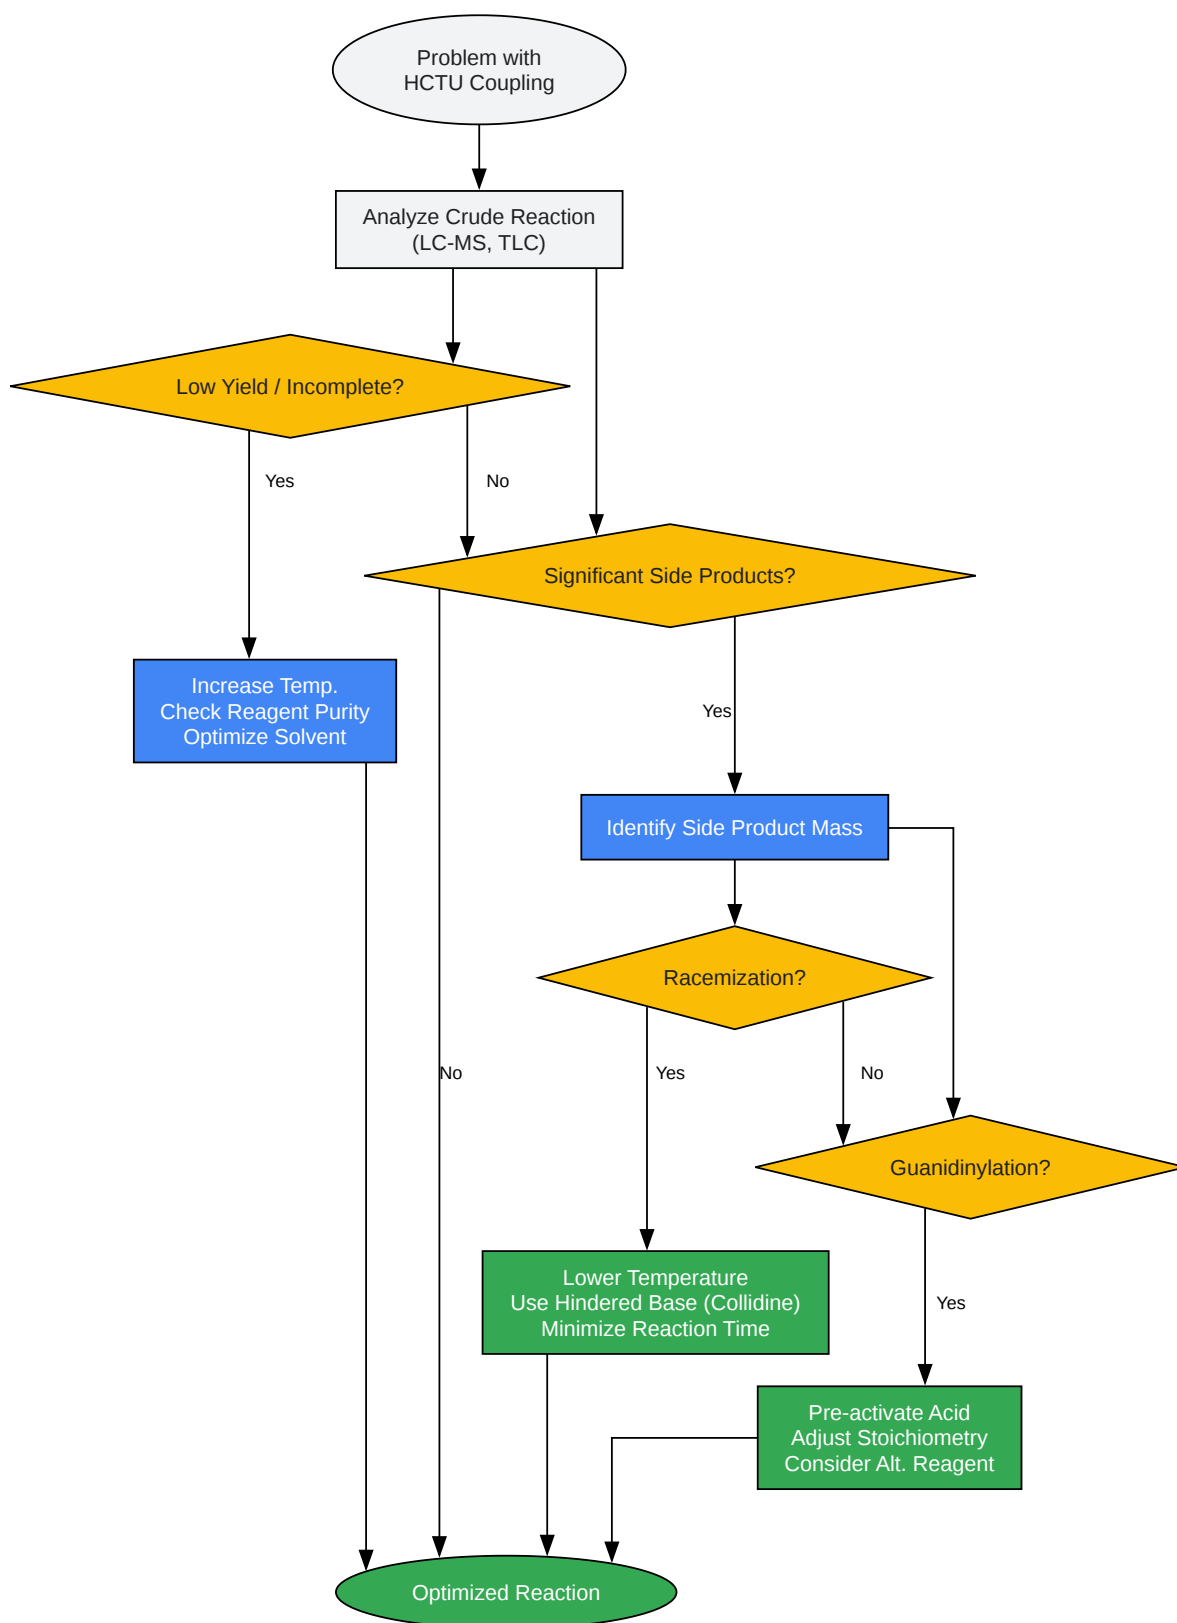 Problem with
HCTU Coupling
Analyze Crude Reaction
(LC-MS, TLC)
Low Yield / Incomplete?
Yes
No
Significant Side Products?
Increase Temp.
Check Reagent Purity
Optimize Solvent
Yes
Identify Side Product Mass
Racemization?
No
Yes
No
Guanidinylation?
Lower Temperature
Use Hindered Base (Collidine)
Minimize Reaction Time
Yes
Pre-activate Acid
Adjust Stoichiometry
Consider Alt. Reagent
Optimized Reaction